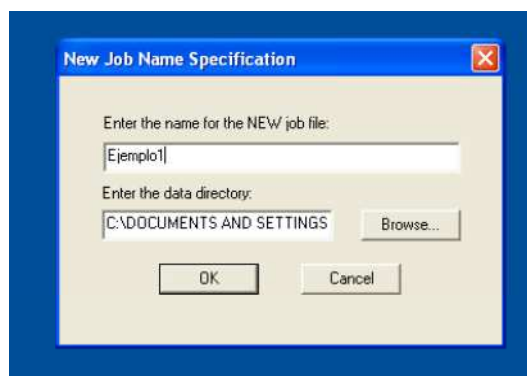 New Job Name Specification
Enter the name for the NEW job file:
Ejemplo1
Enter the data directory:
C:\DOCUMENTS AND SETTINGS
Browse...
OK
Cancel